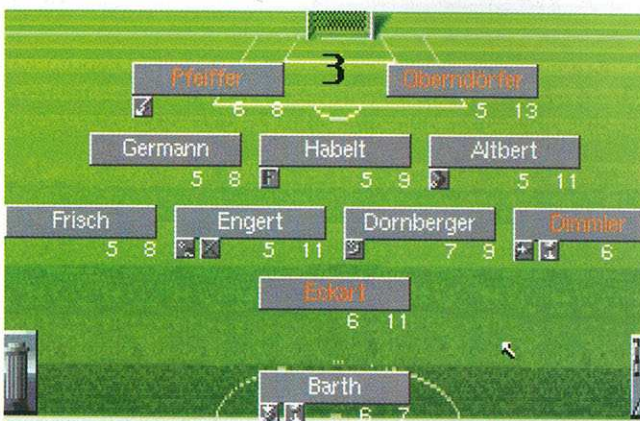 3
Pfeiffer Oberndörfer
6 8 5 13
Germann Habelt Altbert
5 8 F 5 9 5 11
Frisch Engert Dornberger Dimmler
5 8 5 11 7 9 6
Eckart
6 11
Barth
6 7